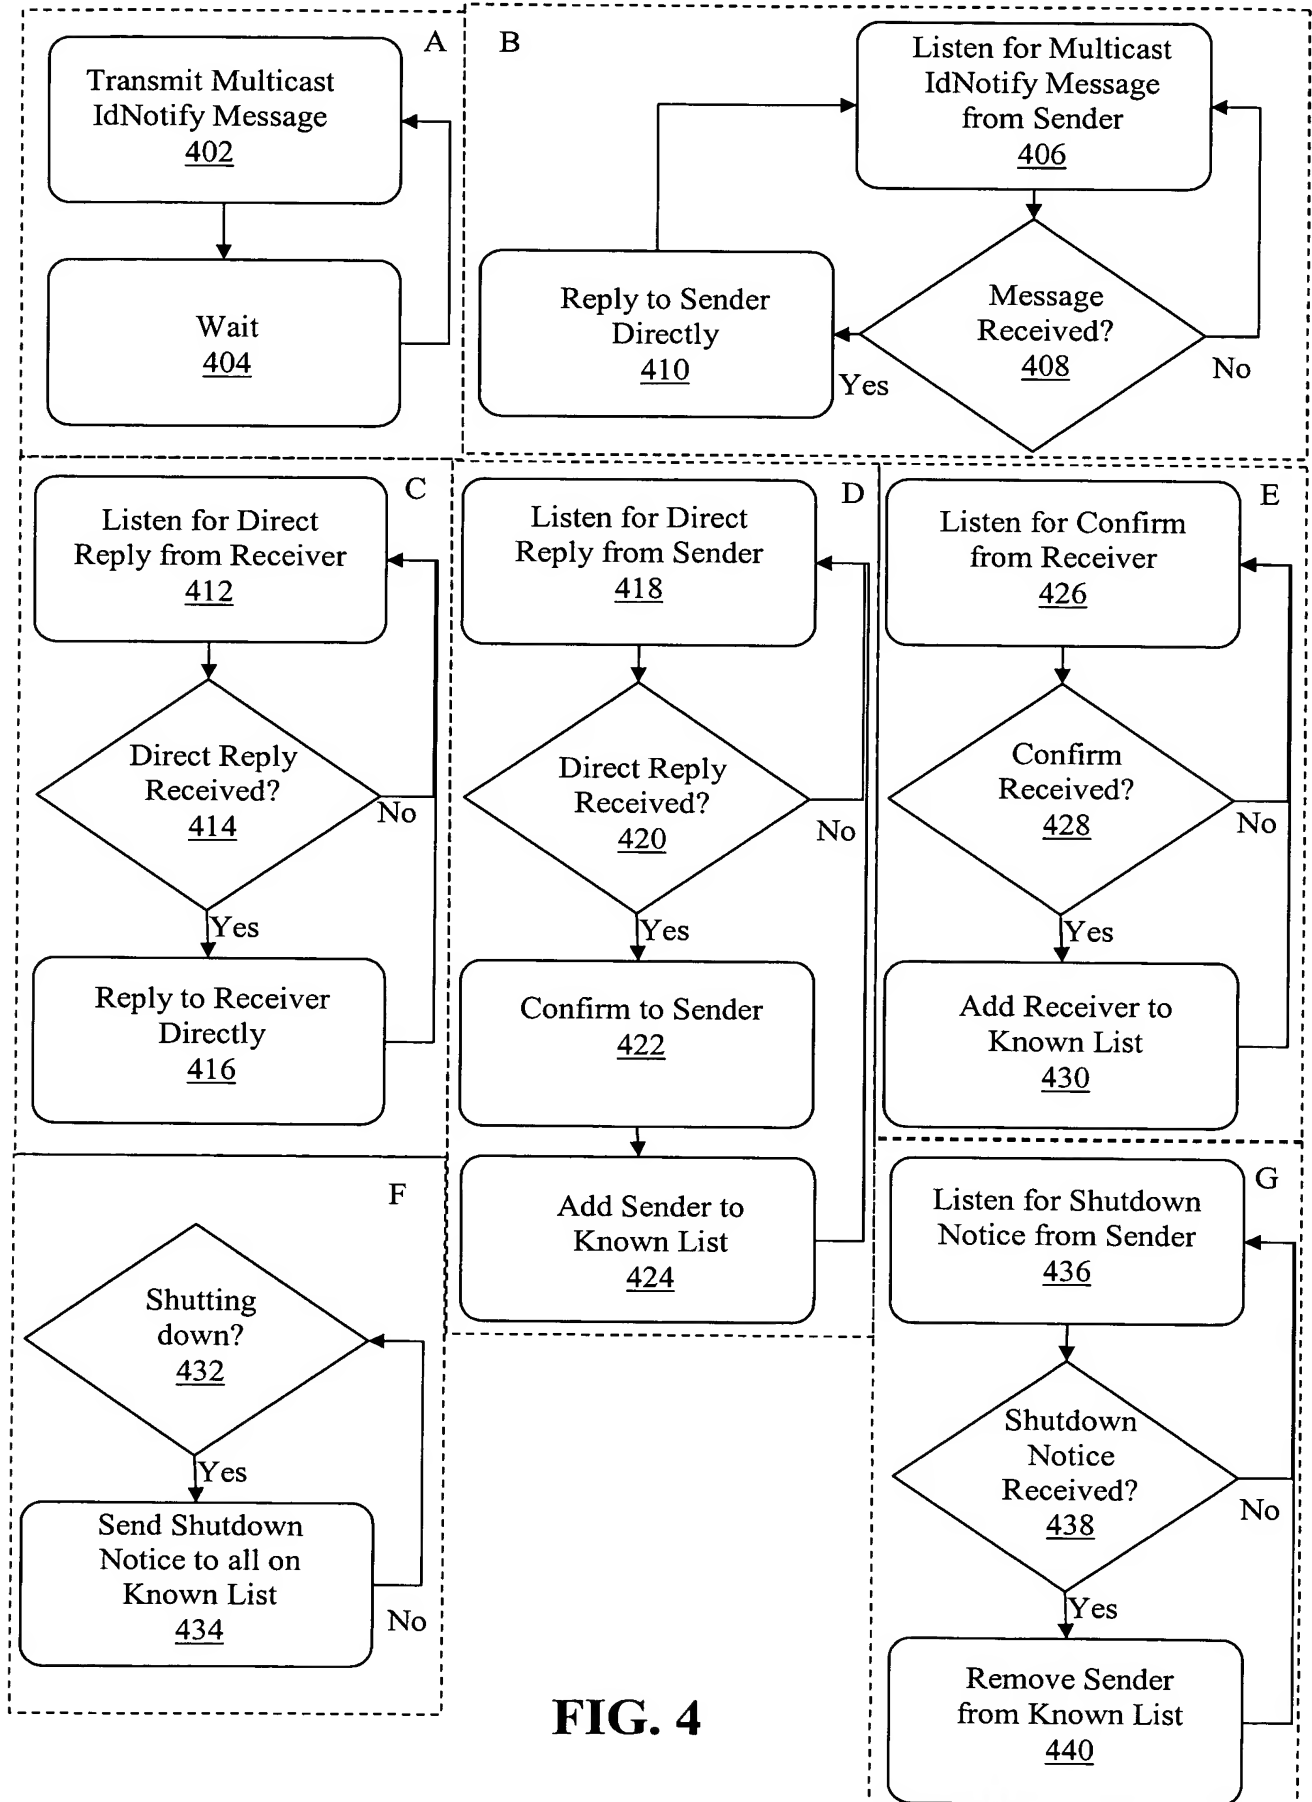 A
Transmit Multicast
IdNotify Message
402
Wait
404
B
Listen for Multicast
IdNotify Message
from Sender
406
Message
Received?
408
No
Yes
Reply to Sender
Directly
410
C
Listen for Direct
Reply from Receiver
412
Direct Reply
Received?
414
No
Yes
Reply to Receiver
Directly
416
D
Listen for Direct
Reply from Sender
418
Direct Reply
Received?
420
No
Yes
Confirm to Sender
422
Add Sender to
Known List
424
E
Listen for Confirm
from Receiver
426
Confirm
Received?
428
No
Yes
Add Receiver to
Known List
430
F
Shutting
down?
432
Yes
Send Shutdown
Notice to all on
Known List
434
No
G
Listen for Shutdown
Notice from Sender
436
Shutdown
Notice
Received?
438
No
Yes
Remove Sender
from Known List
440
FIG. 4